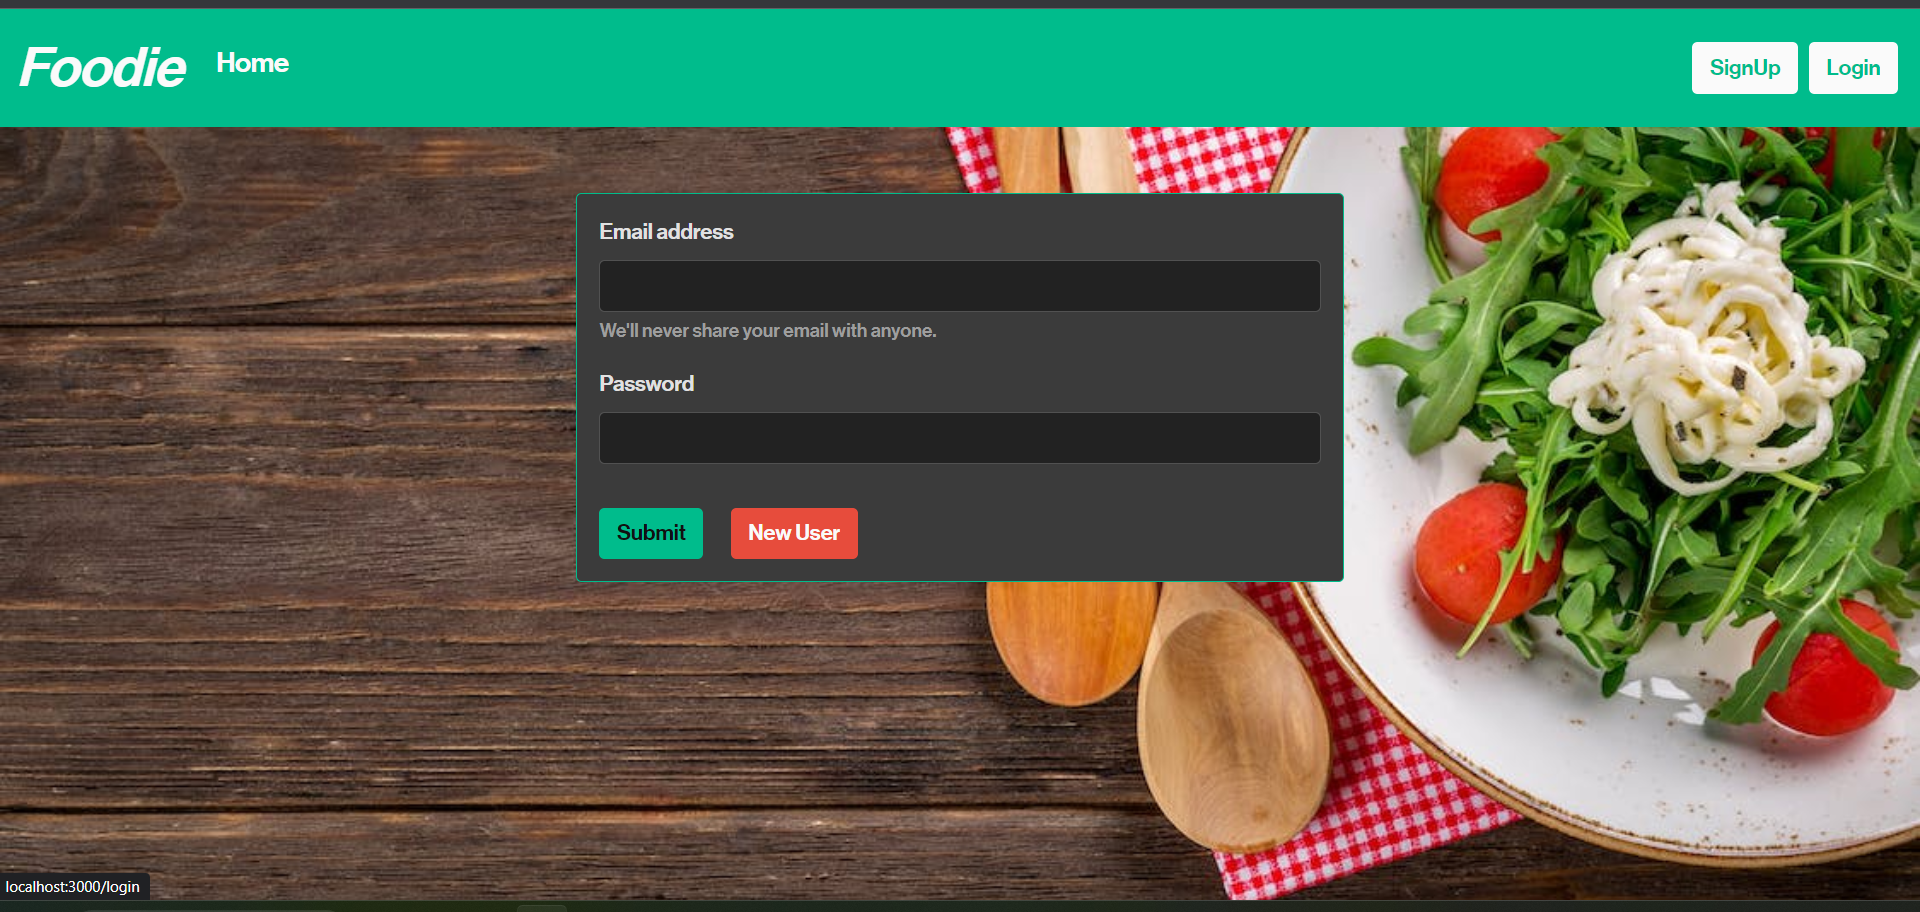 Foodie
Home
SignUp
Login
Email address
We'll never share your email with anyone.
Password
Submit
New User
localhost:3000/login